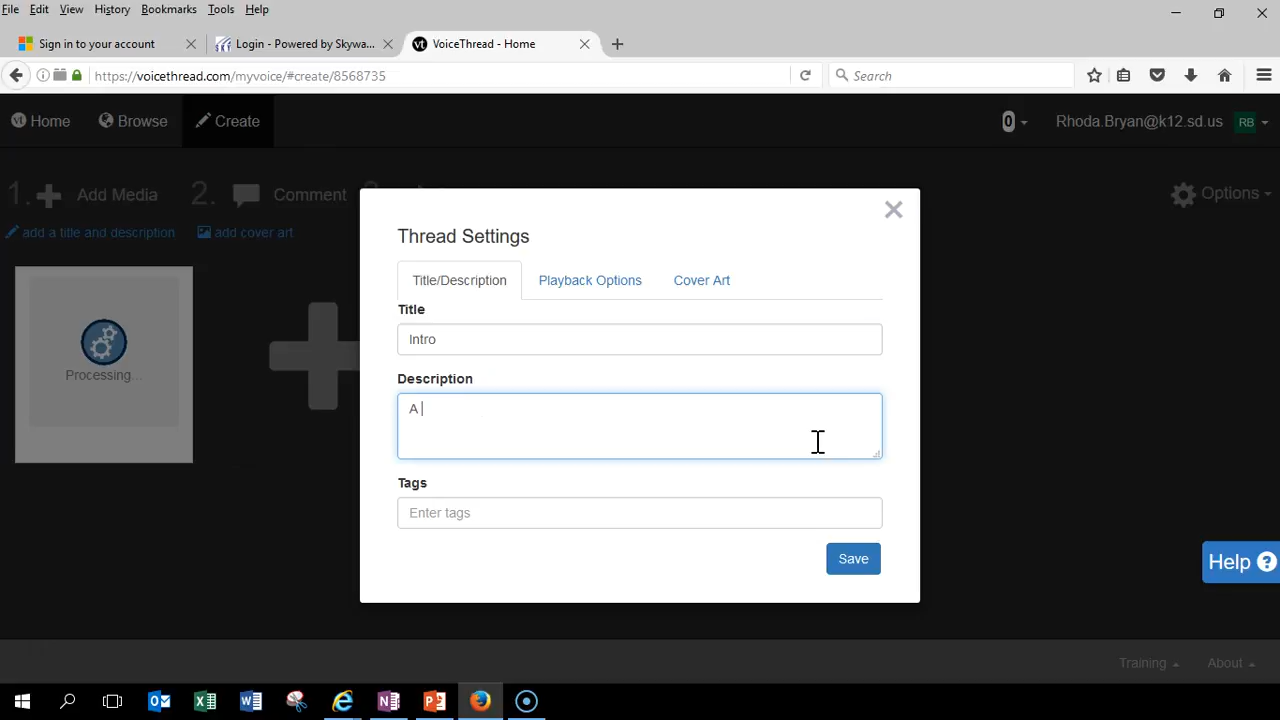 File Edit View History Bookmarks Tools Help
Sign in to your account
Login - Powered by Skywa...
vt VoiceThread - Home
https://voicethread.com/myvoice/#create/8568735
Search
Home Browse Create
0 Rhoda.Bryan@k12.sd.us RB
1. Add Media 2. Comment
Options
add a title and description add cover art
Processing...
Thread Settings
Title/Description Playback Options Cover Art
Title
Intro
Description
A
Tags
Enter tags
Save
Help ?
Training About